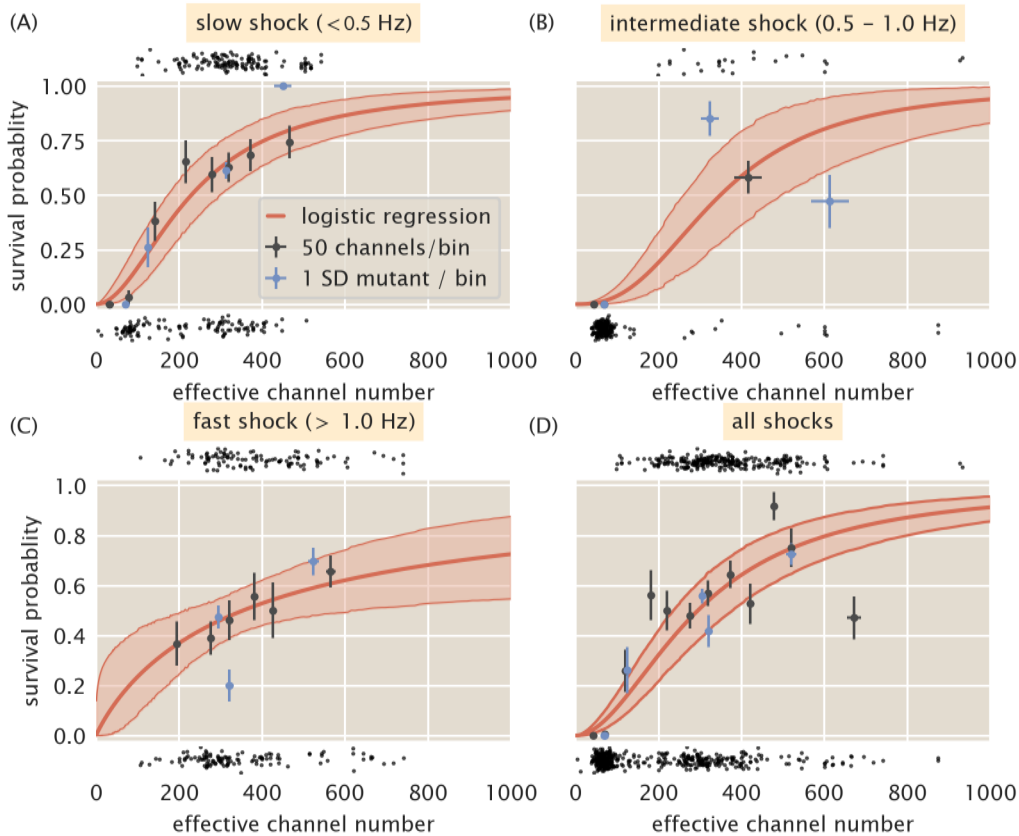 (A) slow shock (<0.5 Hz)
survival probablity
1.00
0.75
0.50
0.25
0.00
logistic regression
50 channels/bin
1 SD mutant / bin
0 200 400 600 800 1000
effective channel number
(B) intermediate shock (0.5 – 1.0 Hz)
0 200 400 600 800 1000
effective channel number
(C) fast shock (> 1.0 Hz)
survival probablity
1.0
0.8
0.6
0.4
0.2
0.0
0 200 400 600 800 1000
effective channel number
(D) all shocks
0 200 400 600 800 1000
effective channel number